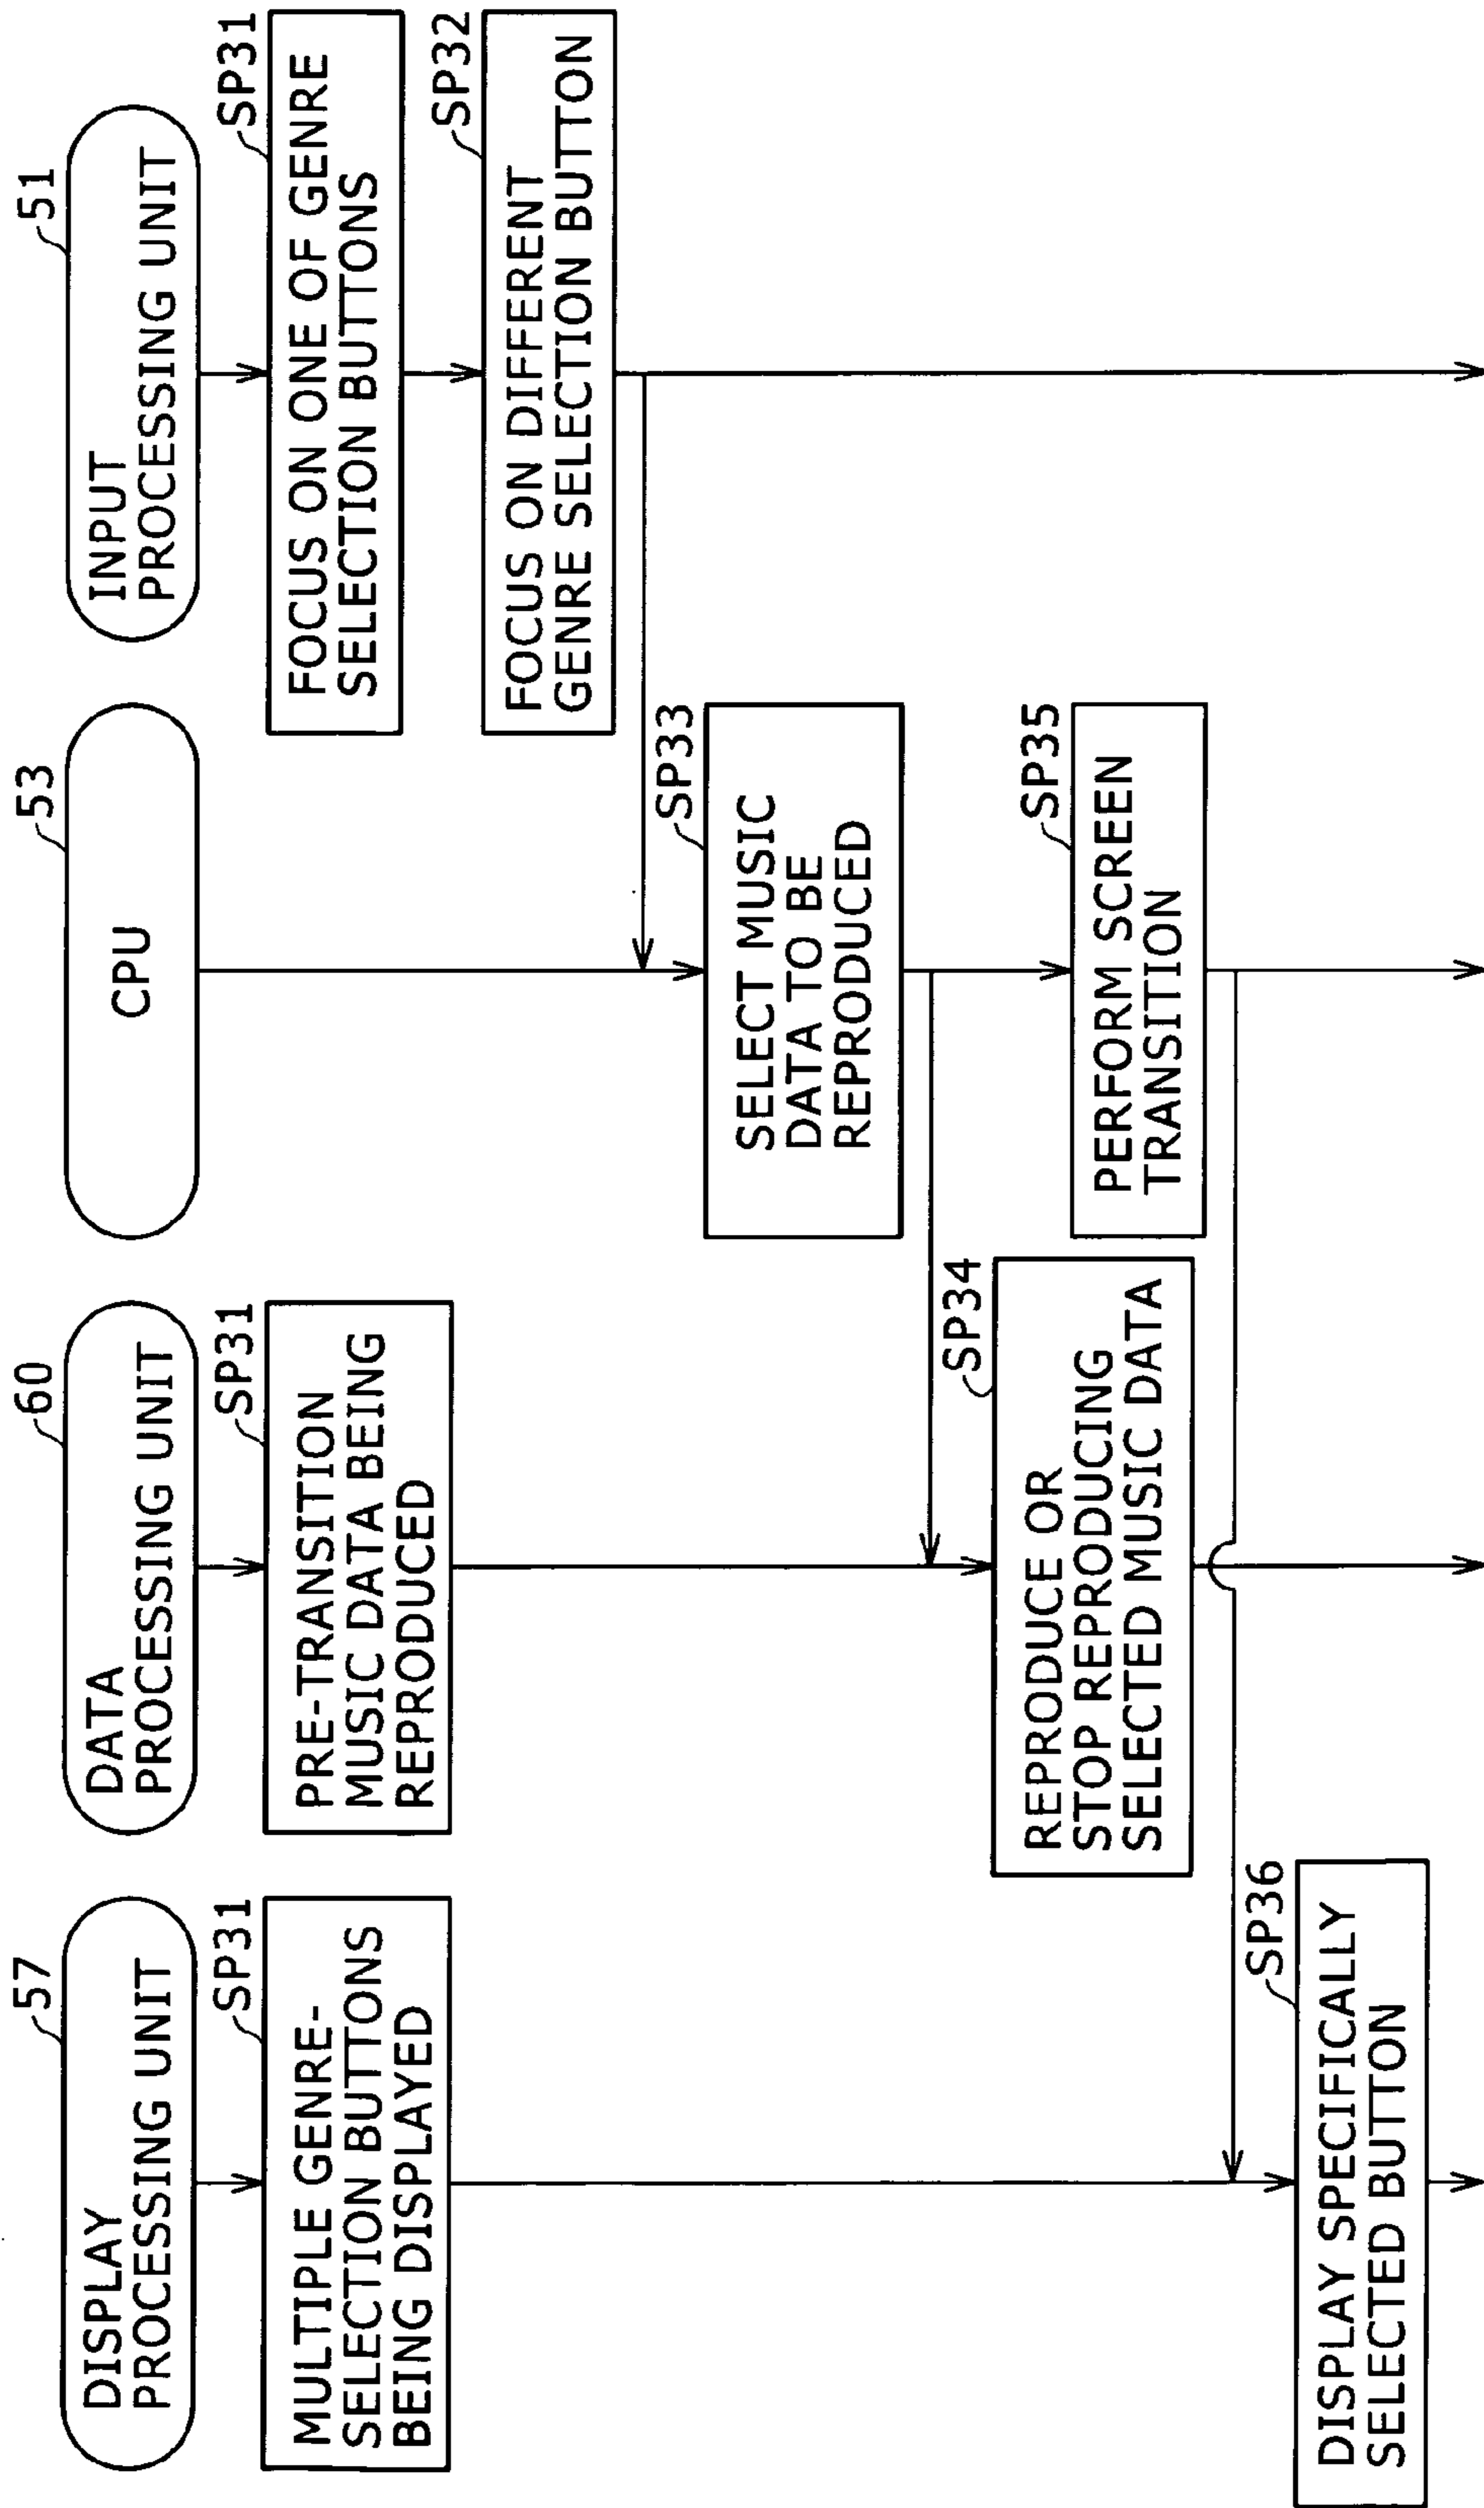 57
DISPLAY
PROCESSING UNIT
60
DATA
PROCESSING UNIT
53
CPU
51
INPUT
PROCESSING UNIT
SP31
MULTIPLE GENRE-
SELECTION BUTTONS
BEING DISPLAYED
SP31
PRE-TRANSITION
MUSIC DATA BEING
REPRODUCED
SP31
FOCUS ON ONE OF GENRE
SELECTION BUTTONS
SP32
FOCUS ON DIFFERENT
GENRE SELECTION BUTTON
SP33
SELECT MUSIC
DATA TO BE
REPRODUCED
SP34
REPRODUCE OR
STOP REPRODUCING
SELECTED MUSIC DATA
SP35
PERFORM SCREEN
TRANSITION
SP36
DISPLAY SPECIFICALLY
SELECTED BUTTON